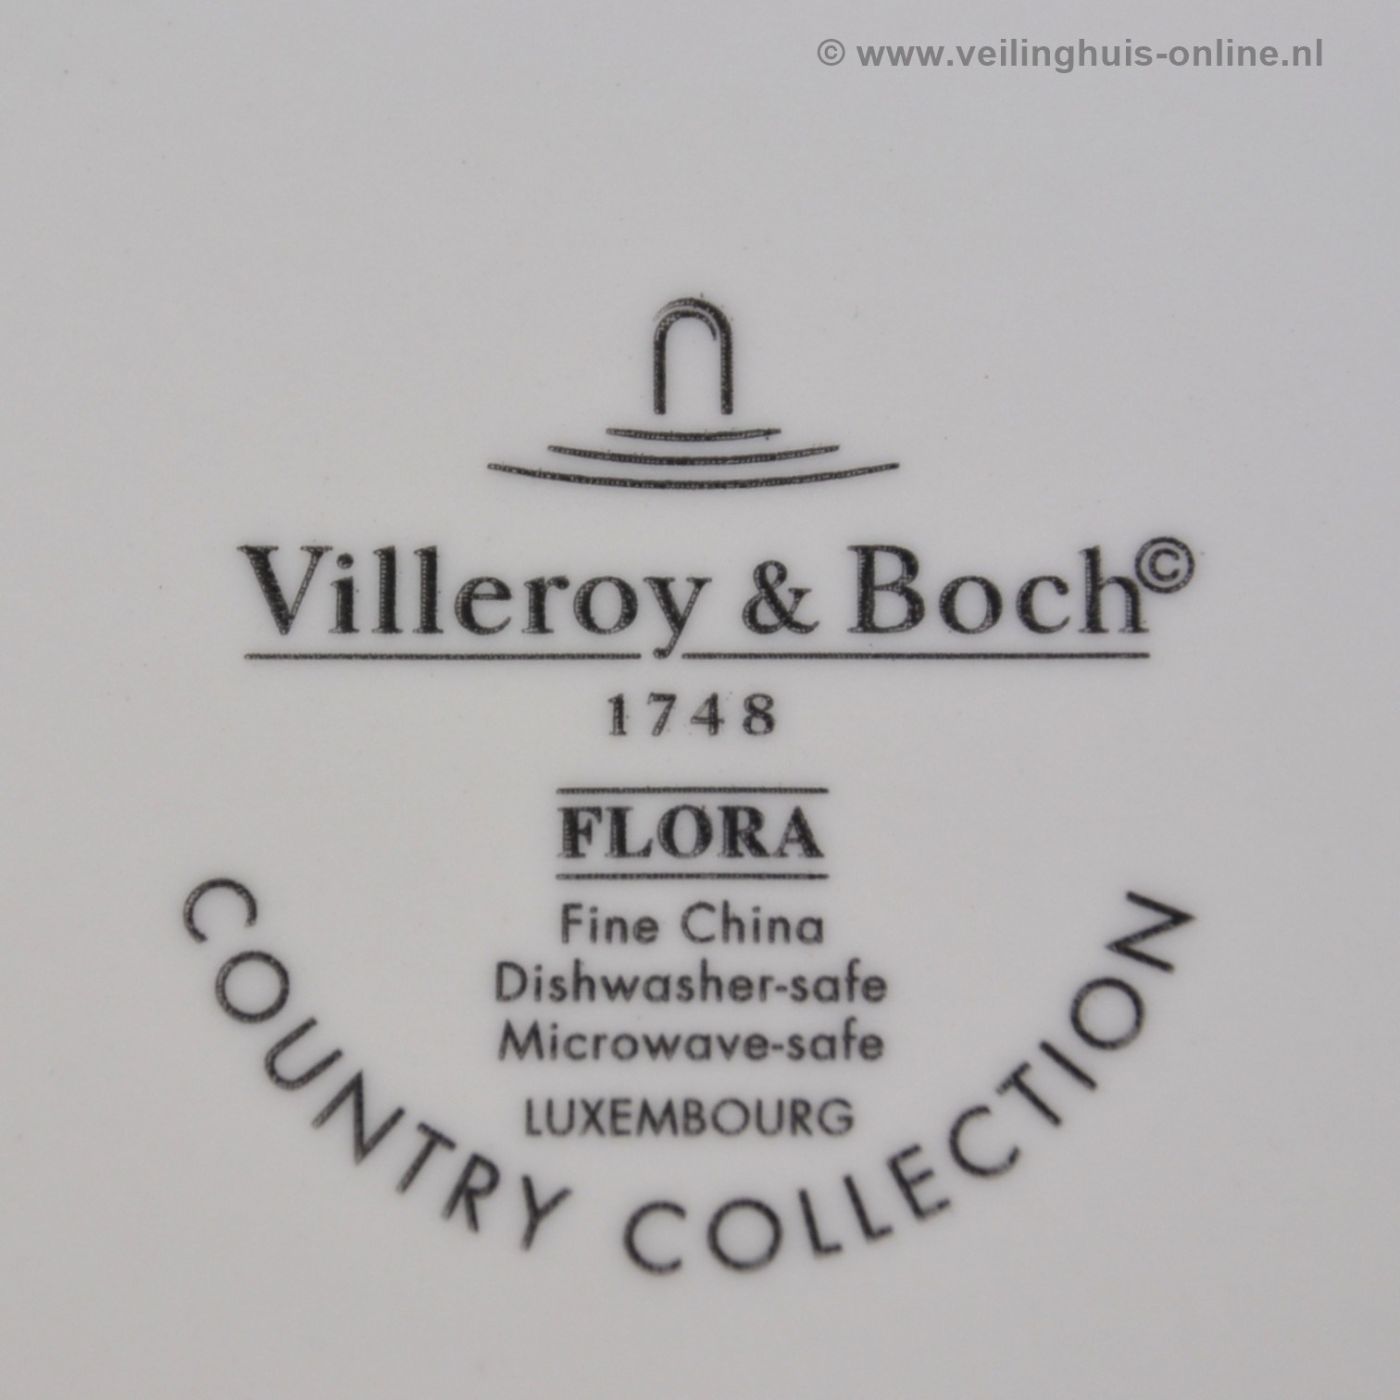 © www.veilinghuis-online.nl
Villeroy & Boch©
1748
FLORA
Fine China
Dishwasher-safe
Microwave-safe
LUXEMBOURG
COUNTRY COLLECTION